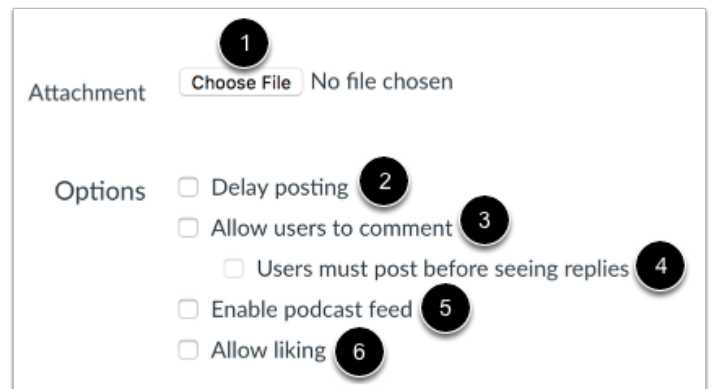 1
Attachment Choose File No file chosen
Options Delay posting 2
Allow users to comment 3
Users must post before seeing replies 4
Enable podcast feed 5
Allow liking 6